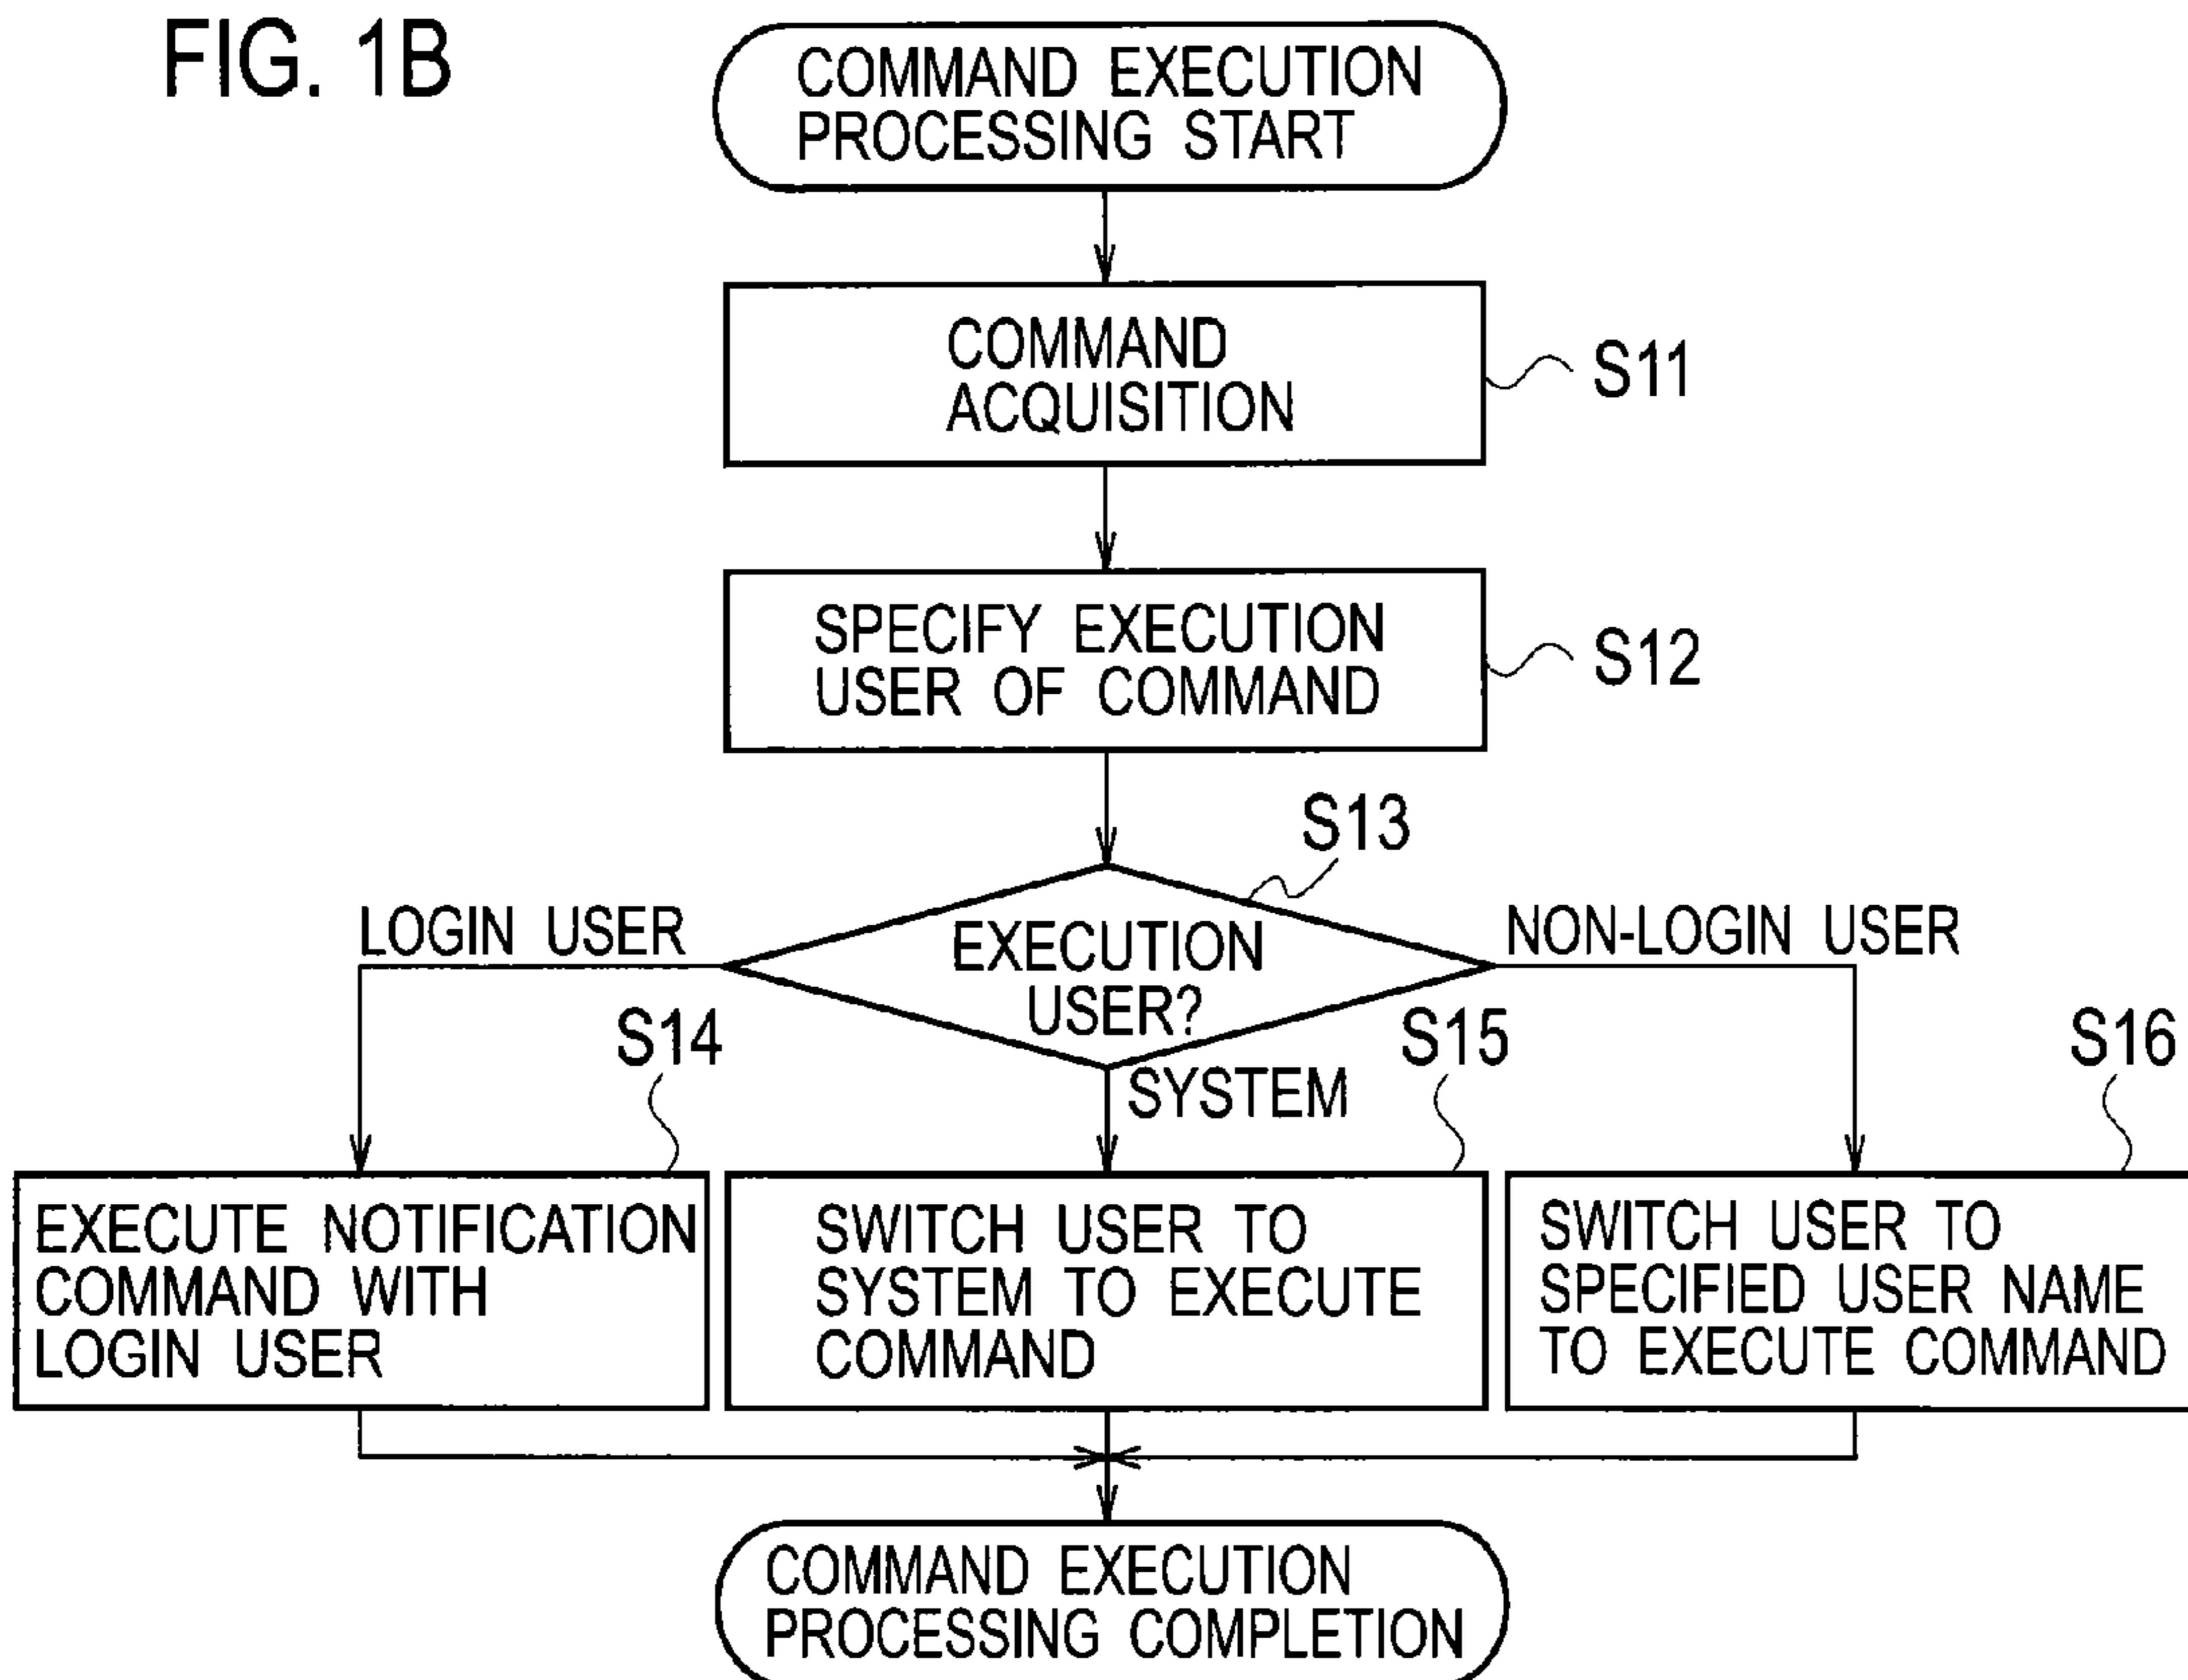 FIG. 1B
COMMAND EXECUTION
PROCESSING START
COMMAND
ACQUISITION
S11
SPECIFY EXECUTION
USER OF COMMAND
S12
S13
LOGIN USER
EXECUTION
USER?
NON-LOGIN USER
SYSTEM
S14
EXECUTE NOTIFICATION
COMMAND WITH
LOGIN USER
S15
SWITCH USER TO
SYSTEM TO EXECUTE
COMMAND
S16
SWITCH USER TO
SPECIFIED USER NAME
TO EXECUTE COMMAND
COMMAND EXECUTION
PROCESSING COMPLETION